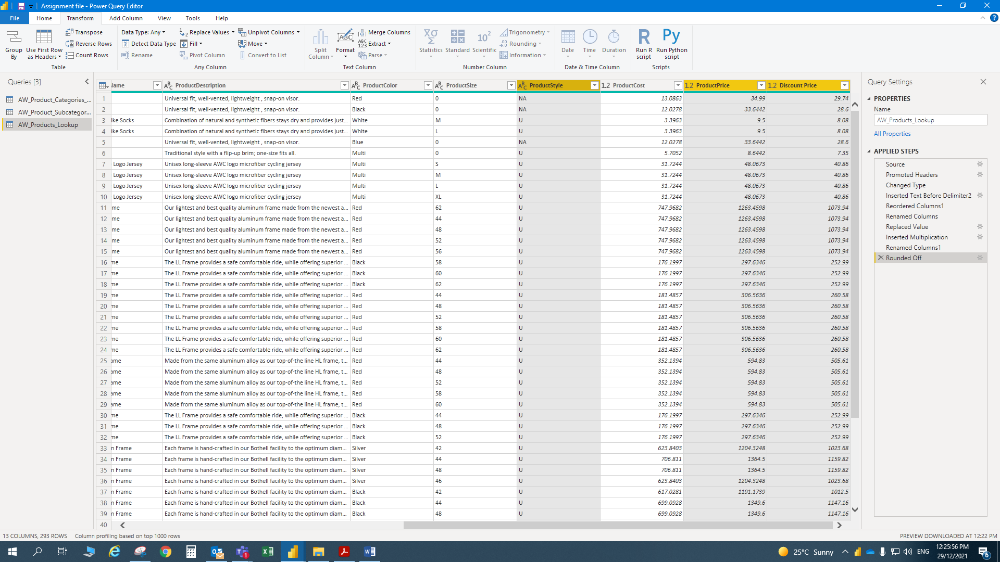 Assignment file - Power Query Editor
File Home Transform Add Column View Tools Help
Group By
Use First Row as Headers
Transpose
Reverse Rows
Count Rows
Table
Data Type: Any
Detect Data Type
Rename
Replace Values
Fill
Pivot Column
Unpivot Columns
Move
Convert to List
Any Column
Split Column
Format
Merge Columns
Extract
Parse
Text Column
Statistics
Standard
Scientific
Trigonometry
Rounding
Information
Number Column
Date
Time
Duration
Date & Time Column
Run R script
Run Python script
Scripts
Queries [3]
AW_Product_Categories_...
AW_Product_Subcategor...
AW_Products_Lookup
Name ProductDescription ProductColor ProductSize ProductStyle 1.2 ProductCost 1.2 ProductPrice 1.2 Discount Price
1 Universal fit, well-vented, lightweight , snap-on visor. Red 0 NA 13.0863 34.99 29.74
2 Universal fit, well-vented, lightweight , snap-on visor. Black 0 NA 12.0278 33.6442 28.6
3 ike Socks Combination of natural and synthetic fibers stays dry and provides just... White M U 3.3963 9.5 8.08
4 ike Socks Combination of natural and synthetic fibers stays dry and provides just... White L U 3.3963 9.5 8.08
5 Universal fit, well-vented, lightweight , snap-on visor. Blue 0 NA 12.0278 33.6442 28.6
6 Traditional style with a flip-up brim; one-size fits all. Multi 0 U 5.7052 8.6442 7.35
7 Logo Jersey Unisex long-sleeve AWC logo microfiber cycling jersey Multi S U 31.7244 48.0673 40.86
8 Logo Jersey Unisex long-sleeve AWC logo microfiber cycling jersey Multi M U 31.7244 48.0673 40.86
9 Logo Jersey Unisex long-sleeve AWC logo microfiber cycling jersey Multi L U 31.7244 48.0673 40.86
10 Logo Jersey Unisex long-sleeve AWC logo microfiber cycling jersey Multi XL U 31.7244 48.0673 40.86
11 me Our lightest and best quality aluminum frame made from the newest a... Red 62 U 747.9682 1263.4598 1073.94
12 me Our lightest and best quality aluminum frame made from the newest a... Red 44 U 747.9682 1263.4598 1073.94
13 me Our lightest and best quality aluminum frame made from the newest a... Red 48 U 747.9682 1263.4598 1073.94
14 me Our lightest and best quality aluminum frame made from the newest a... Red 52 U 747.9682 1263.4598 1073.94
15 me Our lightest and best quality aluminum frame made from the newest a... Red 56 U 747.9682 1263.4598 1073.94
16 me The LL Frame provides a safe comfortable ride, while offering superior ... Black 58 U 176.1997 297.6346 252.99
17 me The LL Frame provides a safe comfortable ride, while offering superior ... Black 60 U 176.1997 297.6346 252.99
18 me The LL Frame provides a safe comfortable ride, while offering superior ... Black 62 U 176.1997 297.6346 252.99
19 me The LL Frame provides a safe comfortable ride, while offering superior ... Red 44 U 181.4857 306.5636 260.58
20 me The LL Frame provides a safe comfortable ride, while offering superior ... Red 48 U 181.4857 306.5636 260.58
21 me The LL Frame provides a safe comfortable ride, while offering superior ... Red 52 U 181.4857 306.5636 260.58
22 me The LL Frame provides a safe comfortable ride, while offering superior ... Red 58 U 181.4857 306.5636 260.58
23 me The LL Frame provides a safe comfortable ride, while offering superior ... Red 60 U 181.4857 306.5636 260.58
24 me The LL Frame provides a safe comfortable ride, while offering superior ... Red 62 U 181.4857 306.5636 260.58
25 ame Made from the same aluminum alloy as our top-of-the line HL frame, t... Red 44 U 352.1394 594.83 505.61
26 ame Made from the same aluminum alloy as our top-of-the line HL frame, t... Red 48 U 352.1394 594.83 505.61
27 ame Made from the same aluminum alloy as our top-of-the line HL frame, t... Red 52 U 352.1394 594.83 505.61
28 ame Made from the same aluminum alloy as our top-of-the line HL frame, t... Red 58 U 352.1394 594.83 505.61
29 ame Made from the same aluminum alloy as our top-of-the line HL frame, t... Red 60 U 352.1394 594.83 505.61
30 me The LL Frame provides a safe comfortable ride, while offering superior ... Black 44 U 176.1997 297.6346 252.99
31 me The LL Frame provides a safe comfortable ride, while offering superior ... Black 48 U 176.1997 297.6346 252.99
32 me The LL Frame provides a safe comfortable ride, while offering superior ... Black 52 U 176.1997 297.6346 252.99
33 n Frame Each frame is hand-crafted in our Bothell facility to the optimum diam... Silver 42 U 623.8403 1204.3248 1023.68
34 n Frame Each frame is hand-crafted in our Bothell facility to the optimum diam... Silver 44 U 706.811 1364.5 1159.82
35 n Frame Each frame is hand-crafted in our Bothell facility to the optimum diam... Silver 48 U 706.811 1364.5 1159.82
36 n Frame Each frame is hand-crafted in our Bothell facility to the optimum diam... Silver 46 U 623.8403 1204.3248 1023.68
37 n Frame Each frame is hand-crafted in our Bothell facility to the optimum diam... Black 42 U 617.0281 1191.1739 1012.5
38 n Frame Each frame is hand-crafted in our Bothell facility to the optimum diam... Black 44 U 699.0928 1349.6 1147.16
39 n Frame Each frame is hand-crafted in our Bothell facility to the optimum diam... Black 48 U 699.0928 1349.6 1147.16
40
Query Settings
PROPERTIES
Name
AW_Products_Lookup
All Properties
APPLIED STEPS
Source
Promoted Headers
Changed Type
Inserted Text Before Delimiter2
Reordered Columns1
Renamed Columns
Replaced Value
Inserted Multiplication
Renamed Columns1
Rounded Off
13 COLUMNS, 293 ROWS Column profiling based on top 1000 rows PREVIEW DOWNLOADED AT 12:22 PM
25°C Sunny ENG 12:25:56 PM
29/12/2021 6